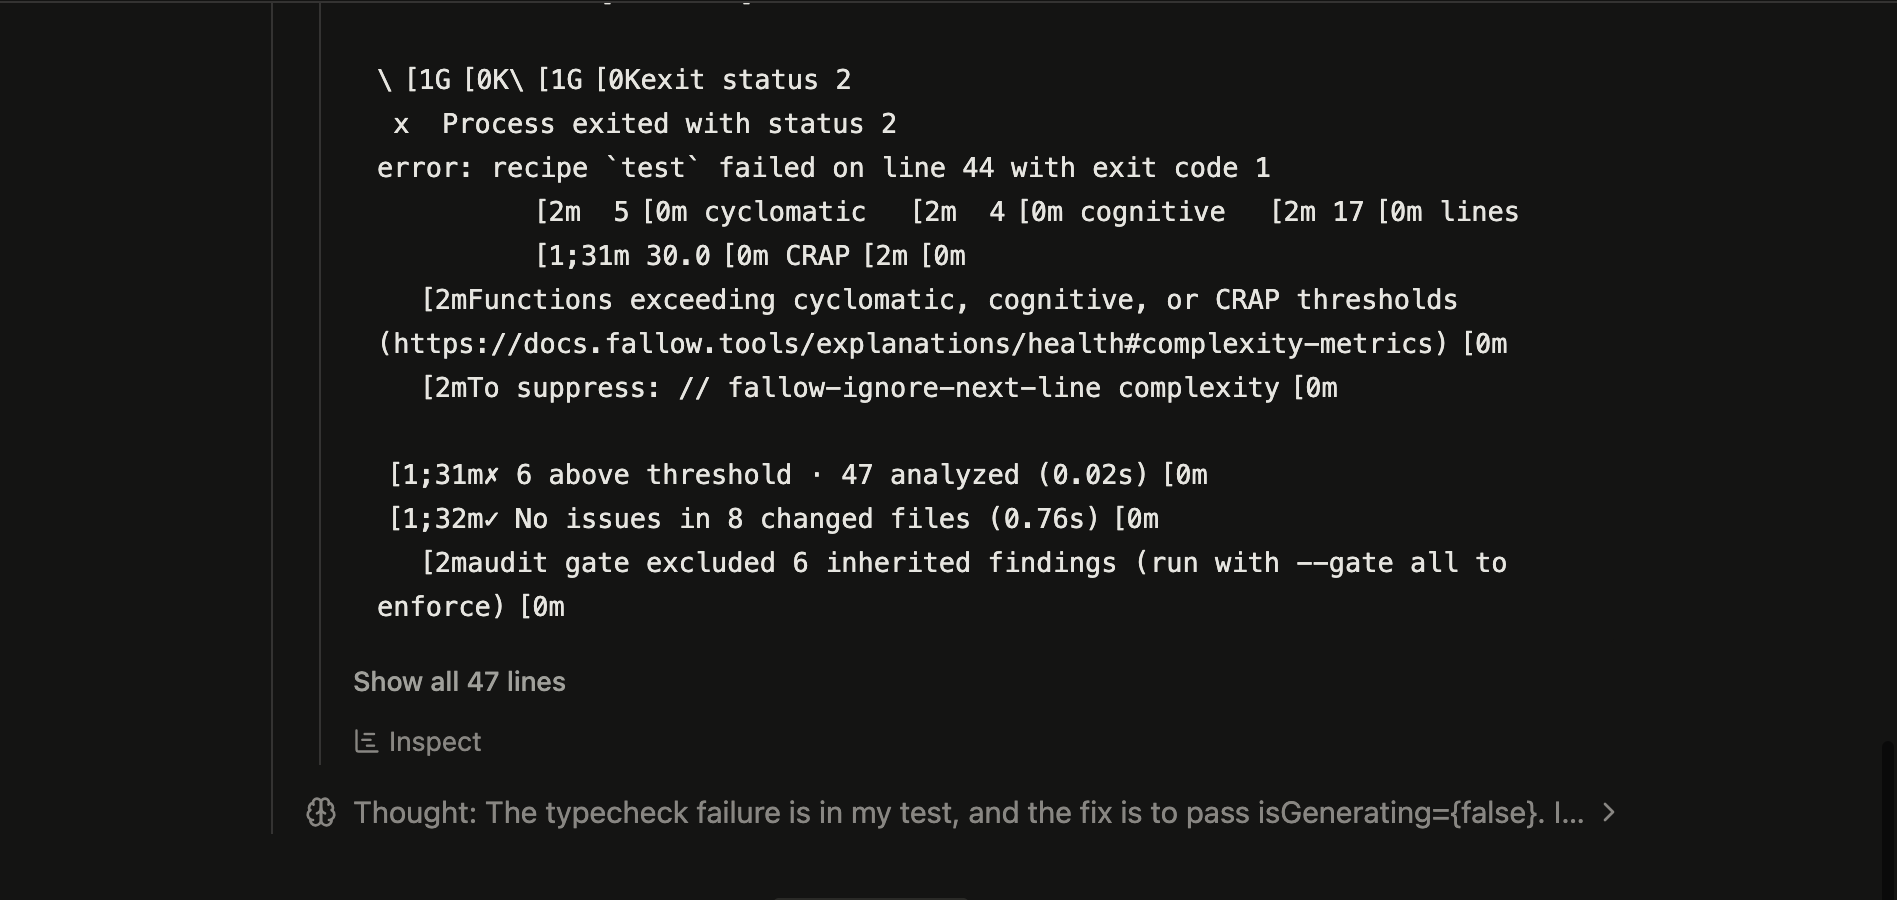 \ [1G [0K\ [1G [0Kexit status 2
x  Process exited with status 2
error: recipe `test` failed on line 44 with exit code 1
[2m  5 [0m cyclomatic   [2m  4 [0m cognitive   [2m 17 [0m lines
[1;31m 30.0 [0m CRAP [2m [0m
[2mFunctions exceeding cyclomatic, cognitive, or CRAP thresholds
(https://docs.fallow.tools/explanations/health#complexity-metrics) [0m
[2mTo suppress: // fallow-ignore-next-line complexity [0m
[1;31m✗ 6 above threshold · 47 analyzed (0.02s) [0m
[1;32m✓ No issues in 8 changed files (0.76s) [0m
[2maudit gate excluded 6 inherited findings (run with --gate all to
enforce) [0m
Show all 47 lines
Inspect
Thought: The typecheck failure is in my test, and the fix is to pass isGenerating={false}. I...